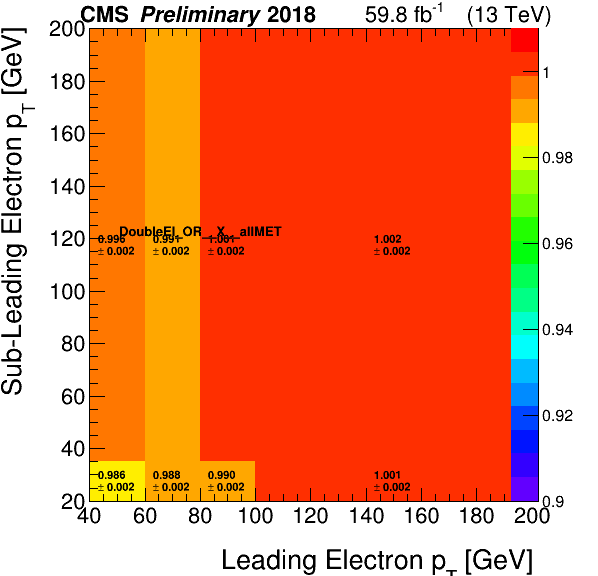 CMS Preliminary 2018 59.8 fb-1 (13 TeV)
Sub-Leading Electron pT [GeV]
200
180
160
140
120
100
80
60
40
20
DoubleEl_OR__X__allMET
0.996 0.991 1.001 1.002
± 0.002 ± 0.002 ± 0.002 ± 0.002
0.986 0.988 0.990 1.001
± 0.002 ± 0.002 ± 0.002 ± 0.002
40 60 80 100 120 140 160 180 200
Leading Electron pT [GeV]
1
0.98
0.96
0.94
0.92
0.9